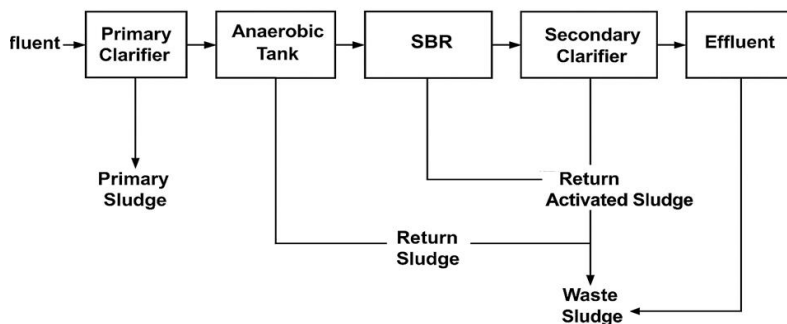 fluent
Primary
Clarifier
Anaerobic
Tank
SBR
Secondary
Clarifier
Effluent
Primary
Sludge
Return
Activated Sludge
Return
Sludge
Waste
Sludge